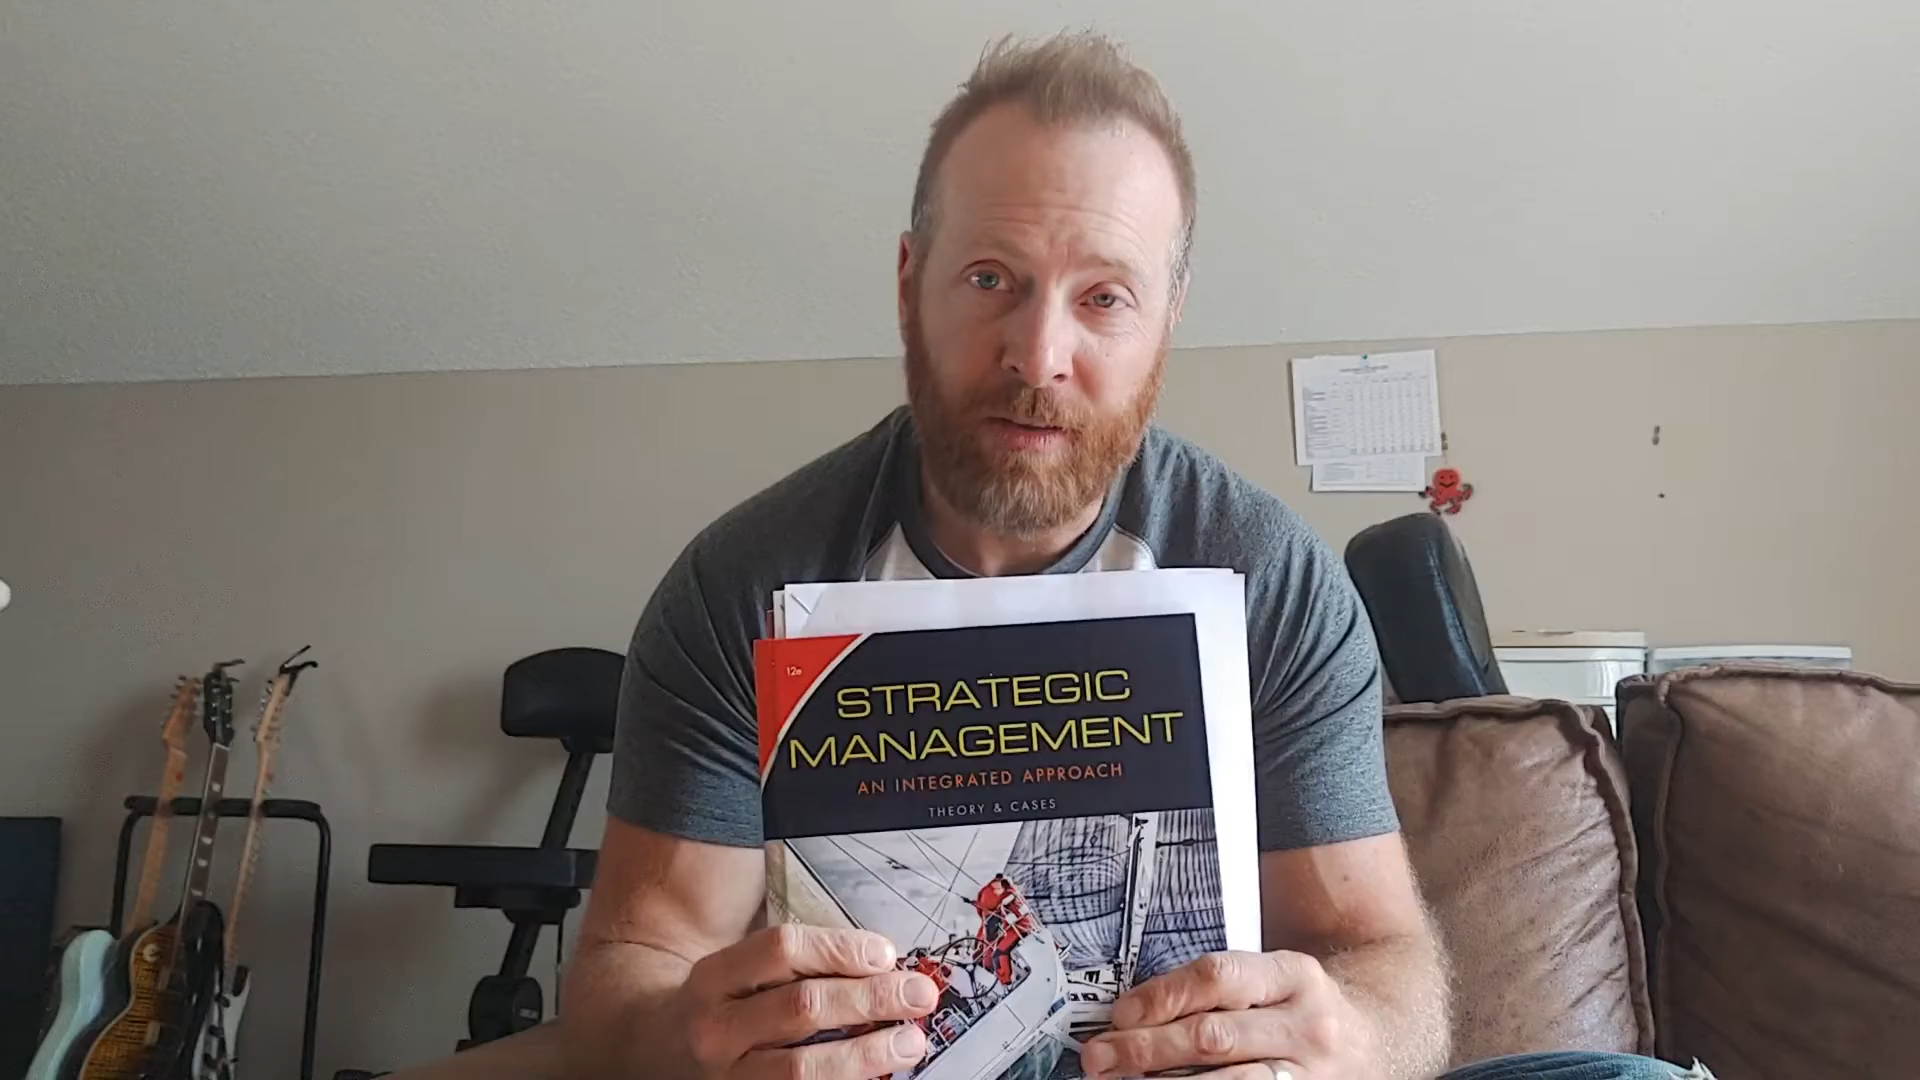 12e
STRATEGIC
MANAGEMENT
AN INTEGRATED APPROACH
THEORY & CASES